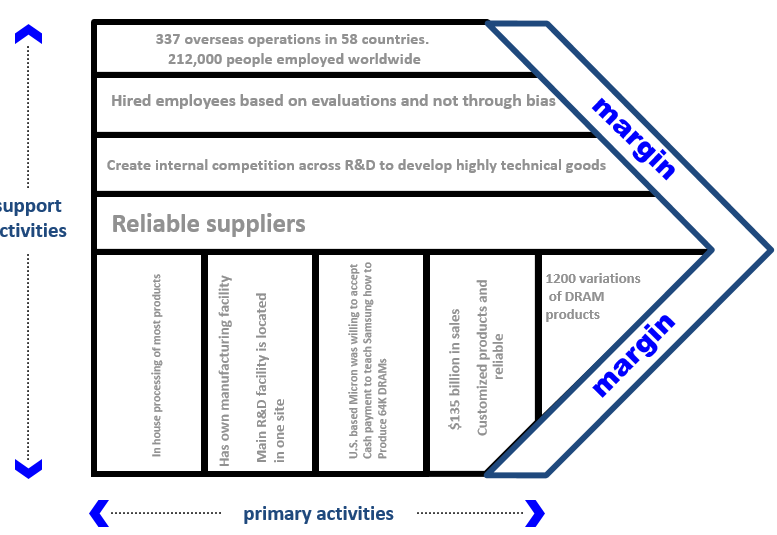 337 overseas operations in 58 countries.
212,000 people employed worldwide
Hired employees based on evaluations and not through bias
margin
Create internal competition across R&D to develop highly technical goods
support
activities
Reliable suppliers
In house processing of most products
Has own manufacturing facility
Main R&D facility is located
in one site
U.S. based Micron was willing to accept
Cash payment to teach Samsung how to
Produce 64K DRAMs
$135 billion in sales
Customized products and
reliable
1200 variations
of DRAM
products
margin
primary activities